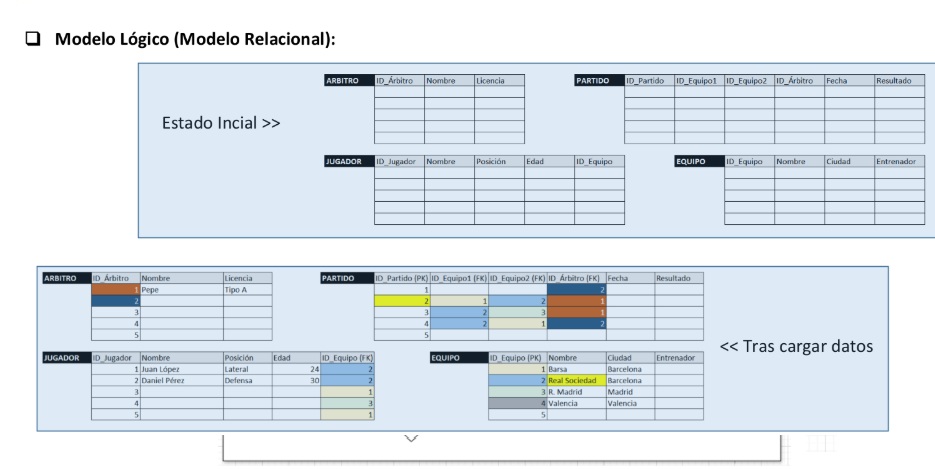 ❑ Modelo Lógico (Modelo Relacional):
ARBITRO ID_Árbitro Nombre Licencia
PARTIDO ID_Partido ID_Equipo1 ID_Equipo2 ID_Árbitro Fecha Resultado
Estado Incial >>
JUGADOR ID_Jugador Nombre Posición Edad ID_Equipo
EQUIPO ID_Equipo Nombre Ciudad Entrenador
ARBITRO ID_Árbitro Nombre Licencia
1 Pepe Tipo A
2
3
4
5
PARTIDO ID_Partido (PK) ID_Equipo1 (FK) ID_Equipo2 (FK) ID_Árbitro (FK) Fecha Resultado
1 2
2 1 2 1
3 2 3 1
4 2 1 2
5
<< Tras cargar datos
JUGADOR ID_Jugador Nombre Posición Edad ID_Equipo (FK)
1 Juan López Lateral 24 2
2 Daniel Pérez Defensa 30 2
3 1
4 3
5 1
EQUIPO ID_Equipo (PK) Nombre Ciudad Entrenador
1 Barsa Barcelona
2 Real Sociedad Barcelona
3 R. Madrid Madrid
4 Valencia Valencia
5